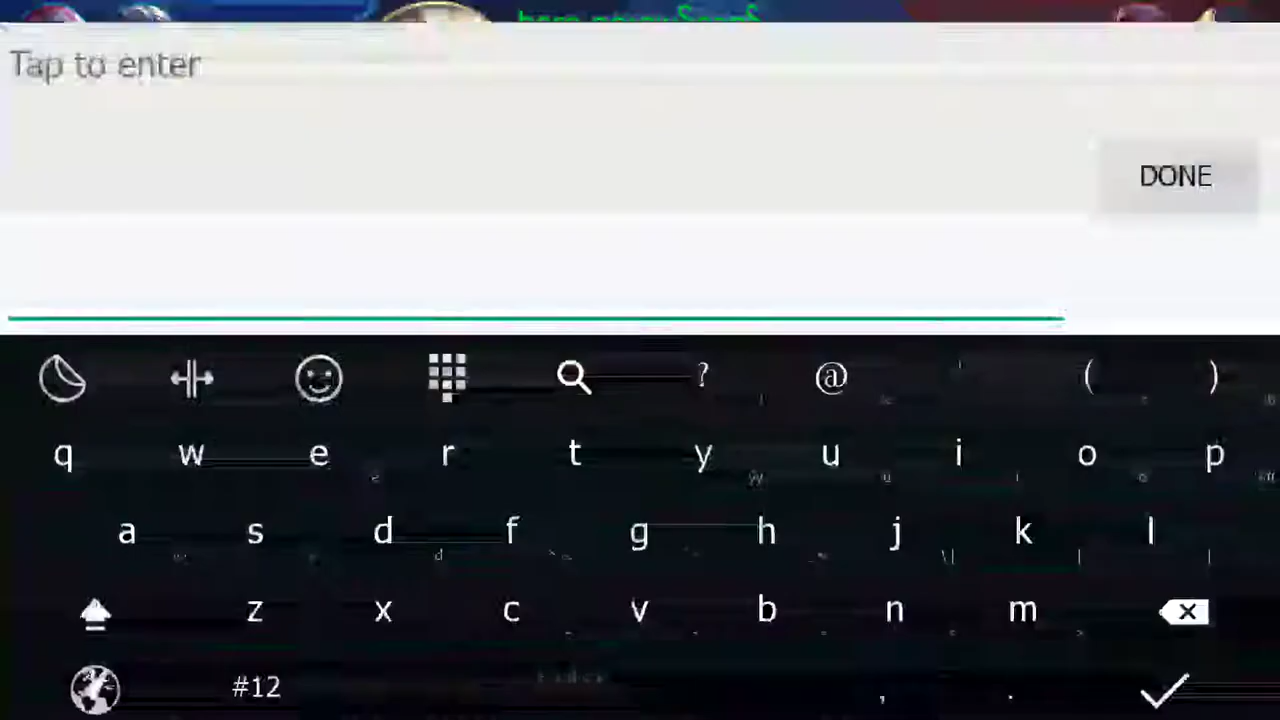 Tap to enter
DONE
? @ ' ( )
q w e r t y u i o p
a s d f g h j k l
z x c v b n m
#12 , .